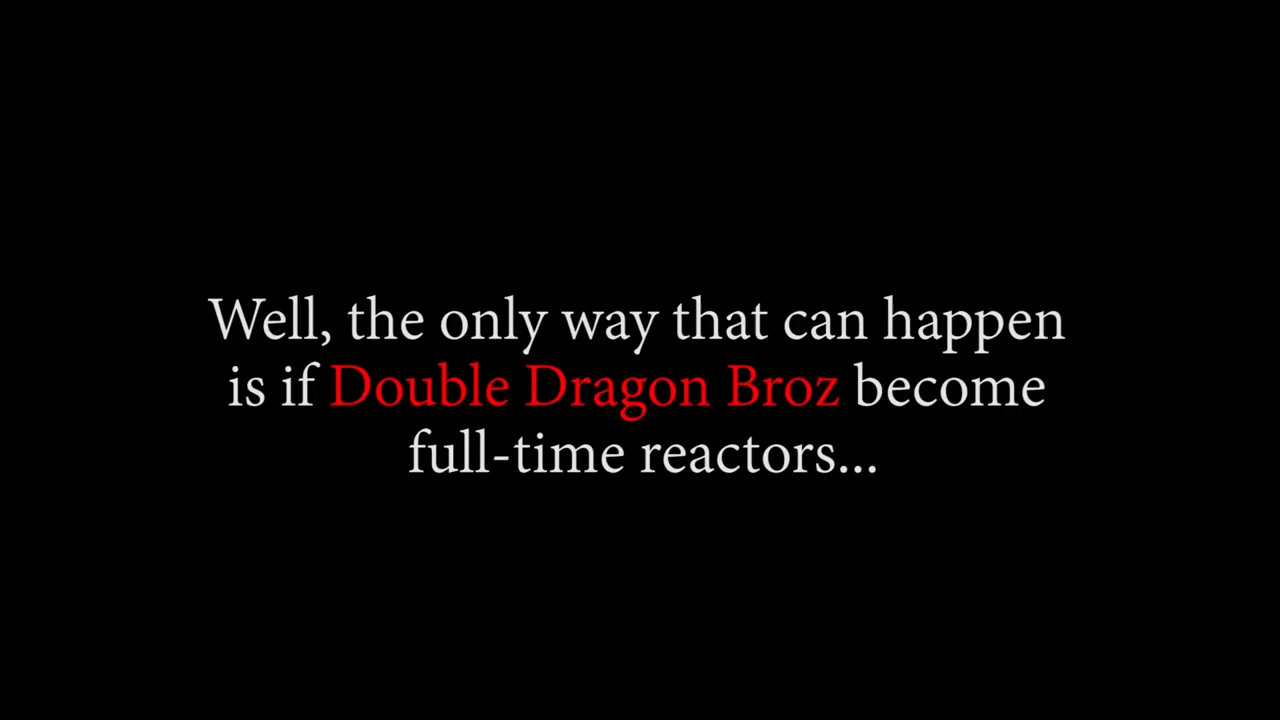 Well, the only way that can happen
is if Double Dragon Broz become
full-time reactors...